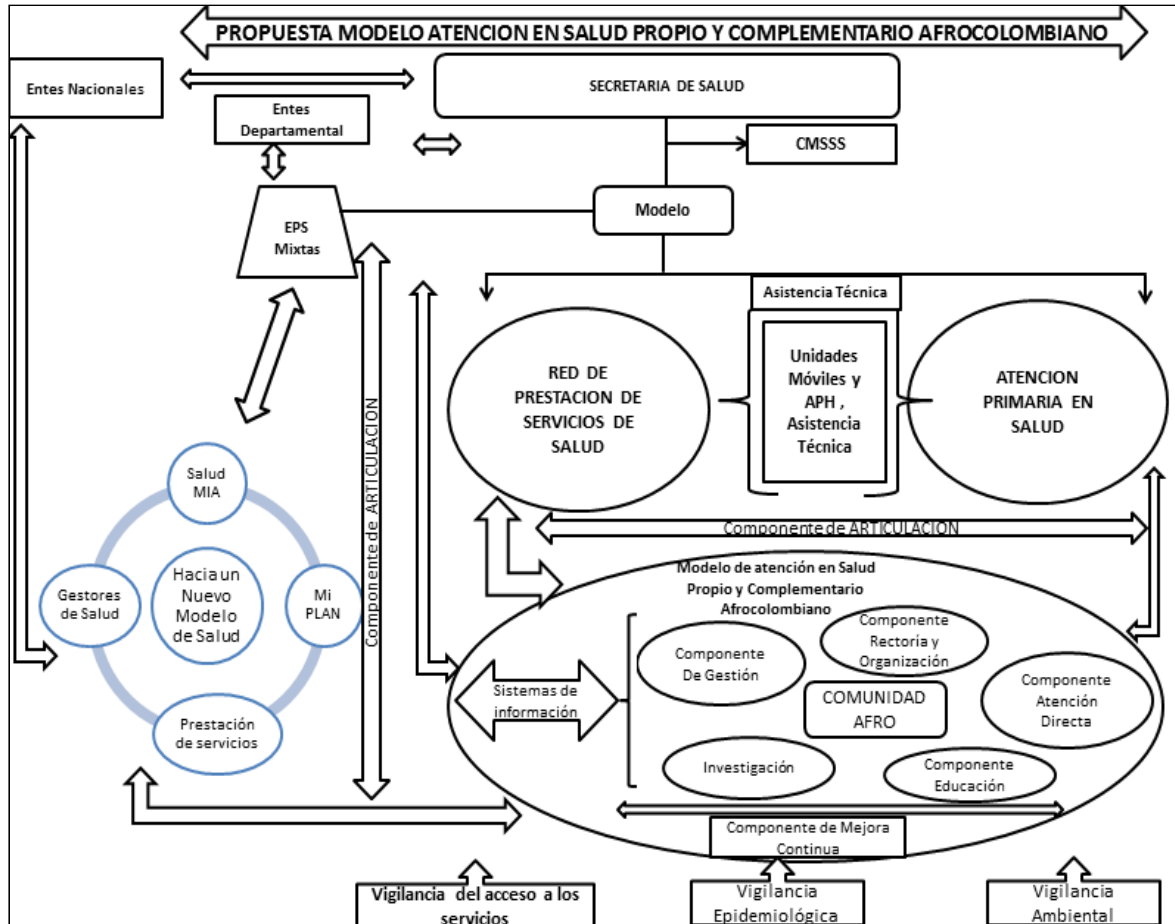 PROPUESTA MODELO ATENCION EN SALUD PROPIO Y COMPLEMENTARIO AFROCOLOMBIANO
Entes Nacionales
SECRETARIA DE SALUD
Entes
Departamental
CMSSS
Modelo
EPS
Mixtas
Asistencia Técnica
RED DE
PRESTACION DE
SERVICIOS DE
SALUD
Unidades
Móviles y
APH ,
Asistencia
Técnica
ATENCION
PRIMARIA EN
SALUD
Componente de ARTICULACION
Componente de ARTICULACION
Salud
MIA
Gestores
de Salud
Hacia un
Nuevo
Modelo
de Salud
Mi
PLAN
Prestación
de servicios
Modelo de atención en Salud
Propio y Complementario
Afrocolombiano
Sistemas de
información
Componente
De Gestión
Componente
Rectoría y
Organización
COMUNIDAD
AFRO
Componente
Atención
Directa
Investigación
Componente
Educación
Componente de Mejora
Continua
Vigilancia del acceso a los
servicios
Vigilancia
Epidemiológica
Vigilancia
Ambiental